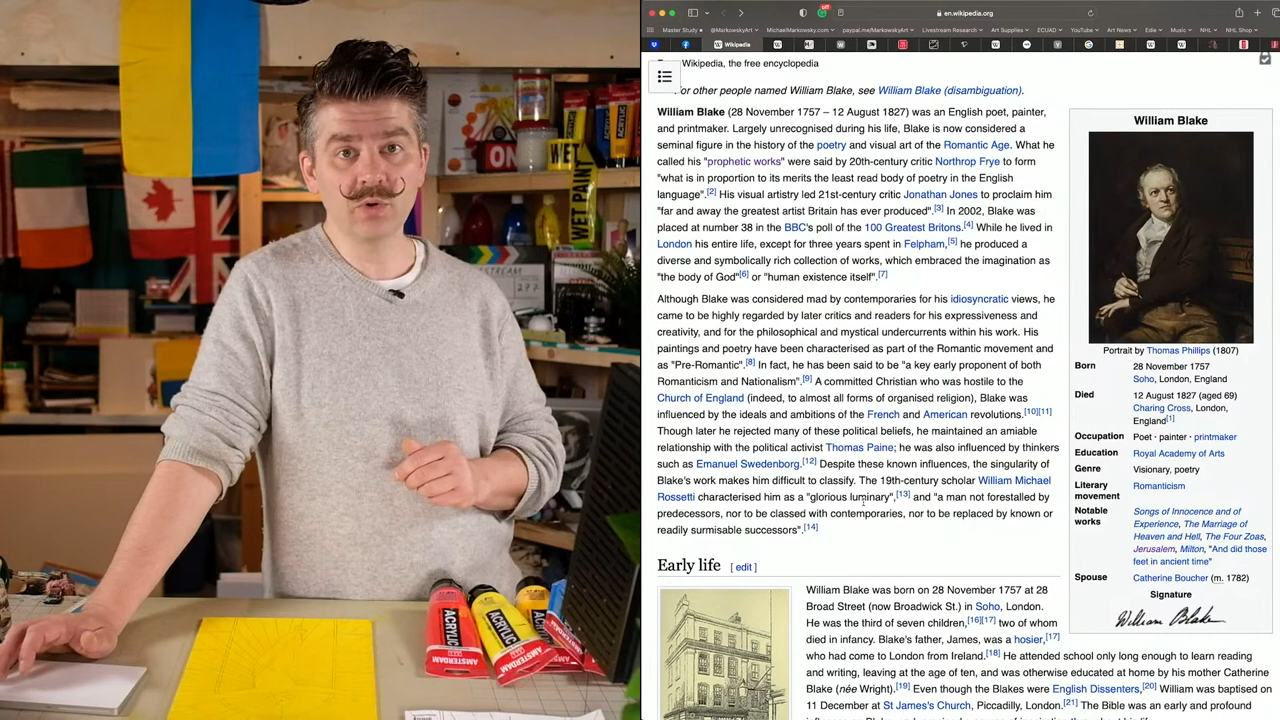 off
en.wikipedia.org
Master Study
@MarkowskyArt
MichaelMarkowsky.com
paypal.me/MarkowskyArt
Livestream Research
Art Supplies
ECUAD
YouTube
Art News
Edie
Music
NHL
NHL Shop
Wikipedia
Wikipedia, the free encyclopedia
For other people named William Blake, see William Blake (disambiguation).
William Blake (28 November 1757 – 12 August 1827) was an English poet, painter,
and printmaker. Largely unrecognised during his life, Blake is now considered a
seminal figure in the history of the poetry and visual art of the Romantic Age. What he
called his "prophetic works" were said by 20th-century critic Northrop Frye to form
"what is in proportion to its merits the least read body of poetry in the English
language".[2] His visual artistry led 21st-century critic Jonathan Jones to proclaim him
"far and away the greatest artist Britain has ever produced".[3] In 2002, Blake was
placed at number 38 in the BBC's poll of the 100 Greatest Britons.[4] While he lived in
London his entire life, except for three years spent in Felpham,[5] he produced a
diverse and symbolically rich collection of works, which embraced the imagination as
"the body of God"[6] or "human existence itself".[7]
Although Blake was considered mad by contemporaries for his idiosyncratic views, he
came to be highly regarded by later critics and readers for his expressiveness and
creativity, and for the philosophical and mystical undercurrents within his work. His
paintings and poetry have been characterised as part of the Romantic movement and
as "Pre-Romantic".[8] In fact, he has been said to be "a key early proponent of both
Romanticism and Nationalism".[9] A committed Christian who was hostile to the
Church of England (indeed, to almost all forms of organised religion), Blake was
influenced by the ideals and ambitions of the French and American revolutions.[10][11]
Though later he rejected many of these political beliefs, he maintained an amiable
relationship with the political activist Thomas Paine; he was also influenced by thinkers
such as Emanuel Swedenborg.[12] Despite these known influences, the singularity of
Blake's work makes him difficult to classify. The 19th-century scholar William Michael
Rossetti characterised him as a "glorious luminary",[13] and "a man not forestalled by
predecessors, nor to be classed with contemporaries, nor to be replaced by known or
readily surmisable successors".[14]
Early life [ edit ]
William Blake was born on 28 November 1757 at 28
Broad Street (now Broadwick St.) in Soho, London.
He was the third of seven children,[16][17] two of whom
died in infancy. Blake's father, James, was a hosier,[17]
who had come to London from Ireland.[18] He attended school only long enough to learn reading
and writing, leaving at the age of ten, and was otherwise educated at home by his mother Catherine
Blake (née Wright).[19] Even though the Blakes were English Dissenters,[20] William was baptised on
11 December at St James's Church, Piccadilly, London.[21] The Bible was an early and profound
William Blake
Portrait by Thomas Phillips (1807)
Born 28 November 1757
Soho, London, England
Died 12 August 1827 (aged 69)
Charing Cross, London,
England[1]
Occupation Poet · painter · printmaker
Education Royal Academy of Arts
Genre Visionary, poetry
Literary movement Romanticism
Notable works Songs of Innocence and of
Experience, The Marriage of
Heaven and Hell, The Four Zoas,
Jerusalem, Milton, "And did those
feet in ancient time"
Spouse Catherine Boucher (m. 1782)
Signature
William Blake
ON
WET
WET PAINT
277
ACRYLIC
AMSTERDAM
ACRYLIC
AMSTERDAM
AMSTERDAM